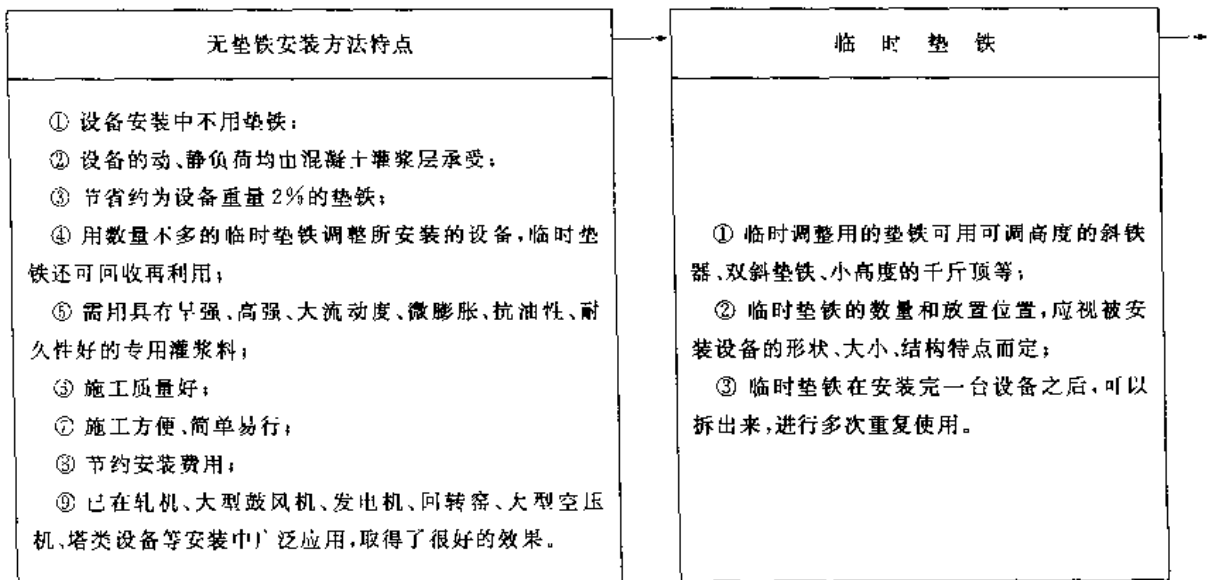 无垫铁安装方法特点
① 设备安装中不用垫铁；
② 设备的动、静负荷均由混凝土灌浆层承受；
③ 节省约为设备重量2%的垫铁；
④ 用数量不多的临时垫铁调整所安装的设备，临时垫
铁还可回收再利用；
⑤ 需用具有早强、高强、大流动度、微膨胀、抗油性、耐
久性好的专用灌浆料；
⑥ 施工质量好；
⑦ 施工方便、简单易行；
⑧ 节约安装费用；
⑨ 已在轧机、大型鼓风机、发电机、回转窑、大型空压
机、塔类设备等安装中广泛应用，取得了很好的效果。
临时垫铁
① 临时调整用的垫铁可用可调高度的斜铁
器、双斜垫铁、小高度的千斤顶等；
② 临时垫铁的数量和放置位置，应视被安
装设备的形状、大小、结构特点而定；
③ 临时垫铁在安装完一台设备之后，可以
拆出来，进行多次重复使用。